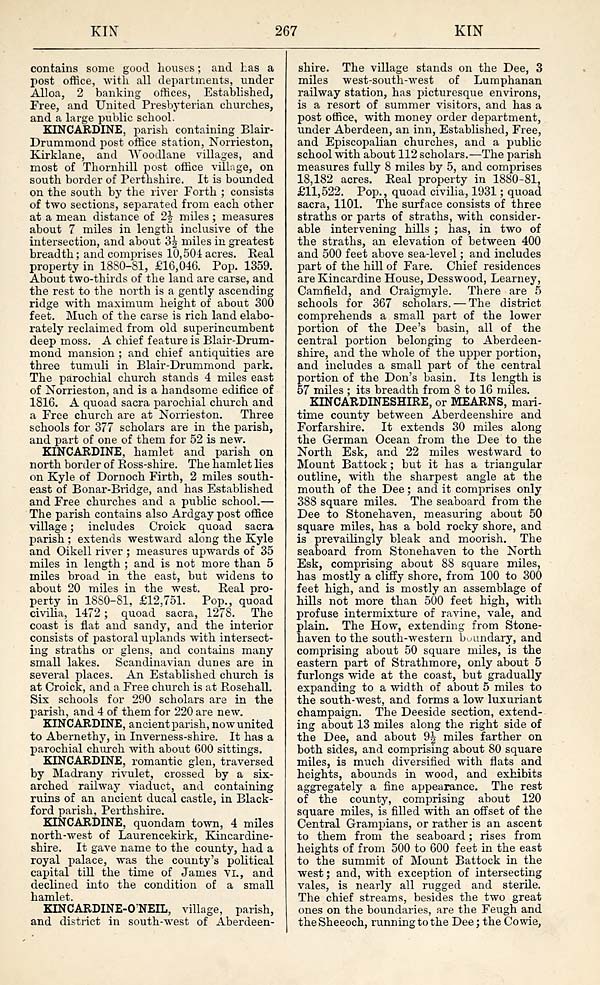 KIN 267 KIN
contains some good houses; and has a
post office, with all departments, under
Alloa, 2 banking offices, Established,
Free, and United Presbyterian churches,
and a large public school.
KINCARDINE, parish containing Blair-
Drummond post office station, Norrieston,
Kirklane, and Woodlane villages, and
most of Thornhill post office village, on
south border of Perthshire. It is bounded
on the south by the river Forth; consists
of two sections, separated from each other
at a mean distance of 2½ miles; measures
about 7 miles in length inclusive of the
intersection, and about 3½ miles in greatest
breadth; and comprises 10,504 acres. Real
property in 1880-81, £16,046. Pop. 1359.
About two-thirds of the land are carse, and
the rest to the north is a gently ascending
ridge with maximum height of about 300
feet. Much of the carse is rich land elabo-
rately reclaimed from old superincumbent
deep moss. A chief feature is Blair-Drum-
mond mansion; and chief antiquities are
three tumuli in Blair-Drummond park.
The parochial church stands 4 miles east
of Norrieston, and is a handsome edifice of
1816. A quoad sacra parochial church and
a Free church are at Norrieston. Three
schools for 377 scholars are in the parish,
and part of one of them for 52 is new.
KINCARDINE, hamlet and parish on
north border of Ross-shire. The hamlet lies
on Kyle of Dornoch Firth, 2 miles south-
east of Bonar-Bridge, and has Established
and Free churches and a public school.—
The parish contains also Ardgay post office
village; includes Croick quoad sacra
parish; extends westward along the Kyle
and Oikell river; measures upwards of 35
miles in length; and is not more than 5
miles broad in the east, but widens to
about 20 miles in the west. Real pro-
perty in 1880-81, £12,751. Pop., quoad
civilia, 1472; quoad sacra, 1278. The
coast is flat and sandy, and the interior
consists of pastoral uplands with intersect-
ing straths or glens, and contains many
small lakes. Scandinavian dunes are in
several places. An Established church is
at Croick, and a Free church is at Rosehall.
Six schools for 290 scholars are in the
parish, and 4 of them for 220 are new.
KINCARDINE, ancient parish, now united
to Abernethy, in Inverness-shire. It has a
parochial church with about 600 sittings.
KINCARDINE, romantic glen, traversed
by Madrany rivulet, crossed by a six-
arched railway viaduct, and containing
ruins of an ancient ducal castle, in Black-
ford parish, Perthshire.
KINCARDINE, quondam town, 4 miles
north-west of Laurencekirk, Kincardine-
shire. It gave name to the county, had a
royal palace, was the county's political
capital till the time of James VI., and
declined into the condition of a small
hamlet.
KINCARDINE-O'NEIL, village, parish,
and district in south-west of Aberdeen-
shire. The village stands on the Dee, 3
miles west-south-west of Lumphanan
railway station, has picturesque environs,
is a resort of summer visitors, and has a
post office, with money order department,
under Aberdeen, an inn, Established, Free,
and Episcopalian churches, and a public
school with about 112 scholars.—The parish
measures fully 8 miles by 5, and comprises
18,182 acres. Real property in 1880-81,
£11,522. Pop., quoad civilia, 1931; quoad
sacra, 1101. The surface consists of three
straths or parts of straths, with consider-
able intervening hills; has, in two of
the straths, an elevation of between 400
and 500 feet above sea-level; and includes
part of the hill of Fare. Chief residences
are Kincardine House, Desswood, Learney,
Camfield, and Craigmyle. There are 5
schools for 367 scholars.—The district
comprehends a small part of the lower
portion of the Dee's basin, all of the
central portion belonging to Aberdeen-
shire, and the whole of the upper portion,
and includes a small part of the central
portion of the Don's basin. Its length is
57 miles; its breadth from 8 to 16 miles.
KINCARDINESHIRE, or MEARNS, mari-
time county between Aberdeenshire and
Forfarshire. It extends 30 miles along
the German Ocean from the Dee to the
North Esk, and 22 miles westward to
Mount Battock; but it has a triangular
outline, with the sharpest angle at the
mouth of the Dee; and it comprises only
388 square miles. The seaboard from the
Dee to Stonehaven, measuring about 50
square miles, has a bold rocky shore, and
is prevailingly bleak and moorish. The
seaboard from Stonehaven to the North
Esk, comprising about 88 square miles,
has mostly a cliffy shore, from 100 to 300
feet high, and is mostly an assemblage of
hills not more than 500 feet high, with
profuse intermixture of ravine, vale, and
plain. The How, extending from Stone-
haven to the south-western boundary, and
comprising about 50 square miles, is the
eastern part of Strathmore, only about 5
furlongs wide at the coast, but gradually
expanding to a width of about 5 miles to
the south-west, and forms a low luxuriant
champaign. The Deeside section, extend-
ing about 13 miles along the right side of
the Dee, and about 9½ miles farther on
both sides, and comprising about 80 square
miles, is much diversified with flats and
heights, abounds in wood, and exhibits
aggregately a fine appearance. The rest
of the county, comprising about 120
square miles, is filled with an offset of the
Central Grampians, or rather is an ascent
to them from the seaboard; rises from
heights of from 500 to 600 feet in the east
to the summit of Mount Battock in the
west; and, with exception of intersecting
vales, is nearly all rugged and sterile.
The chief streams, besides the two great
ones on the boundaries, are the Feugh and
the Sheeoch, running to the Dee; the Cowie,